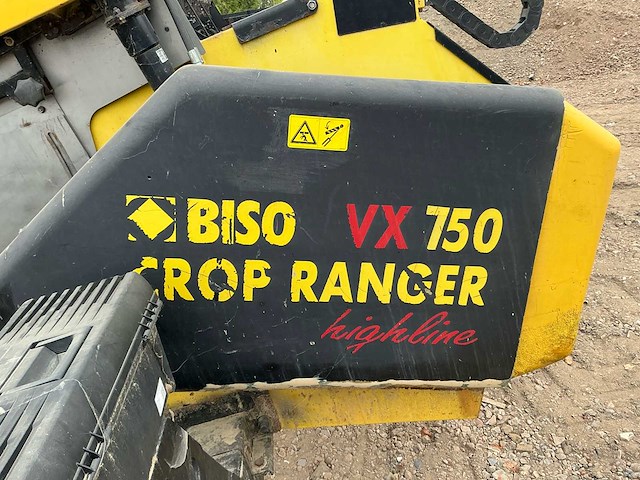 BISO VX 750
CROP RANGER
highline